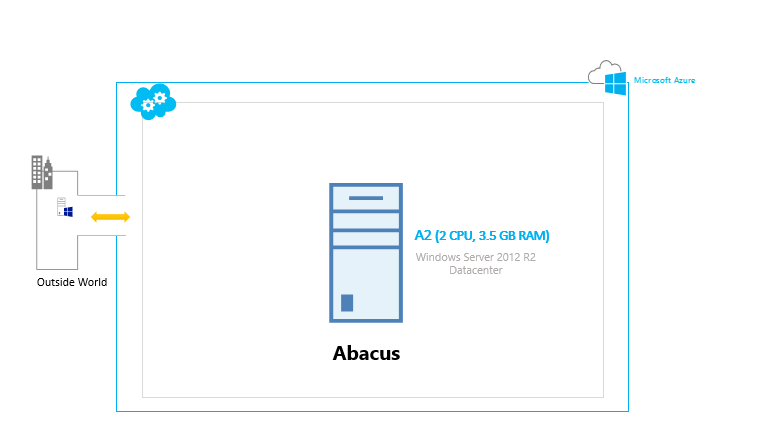 Microsoft Azure
A2 (2 CPU, 3.5 GB RAM)
Windows Server 2012 R2
Datacenter
Outside World
Abacus